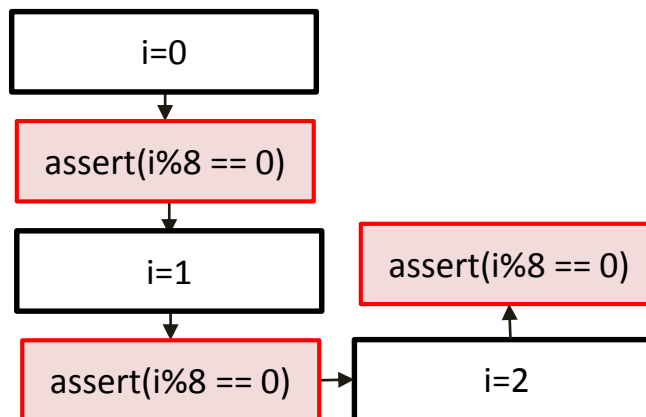 i=0
assert(i%8 == 0)
i=1
assert(i%8 == 0)
i=2
assert(i%8 == 0)